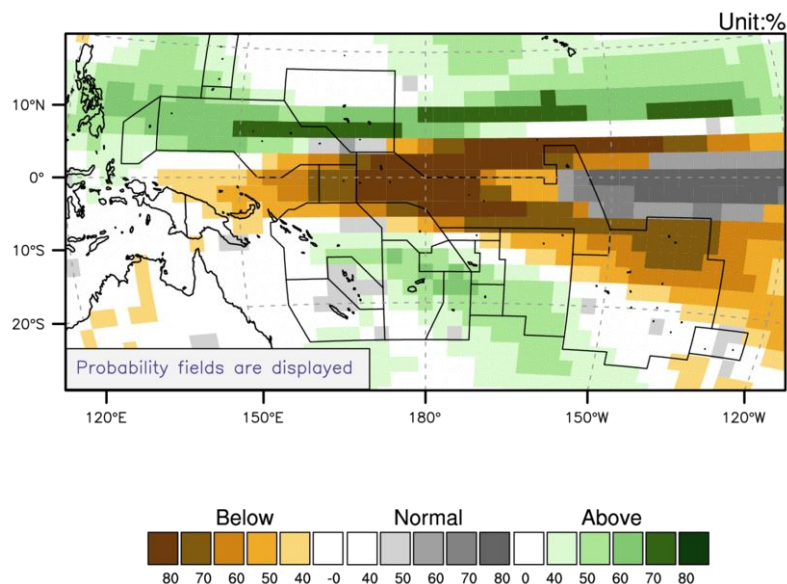 Unit:%
10°N
0°
10°S
20°S
Probability fields are displayed
120°E 150°E 180° 150°W 120°W
Below Normal Above
80 70 60 50 40 -0 40 50 60 70 80 0 40 50 60 70 80